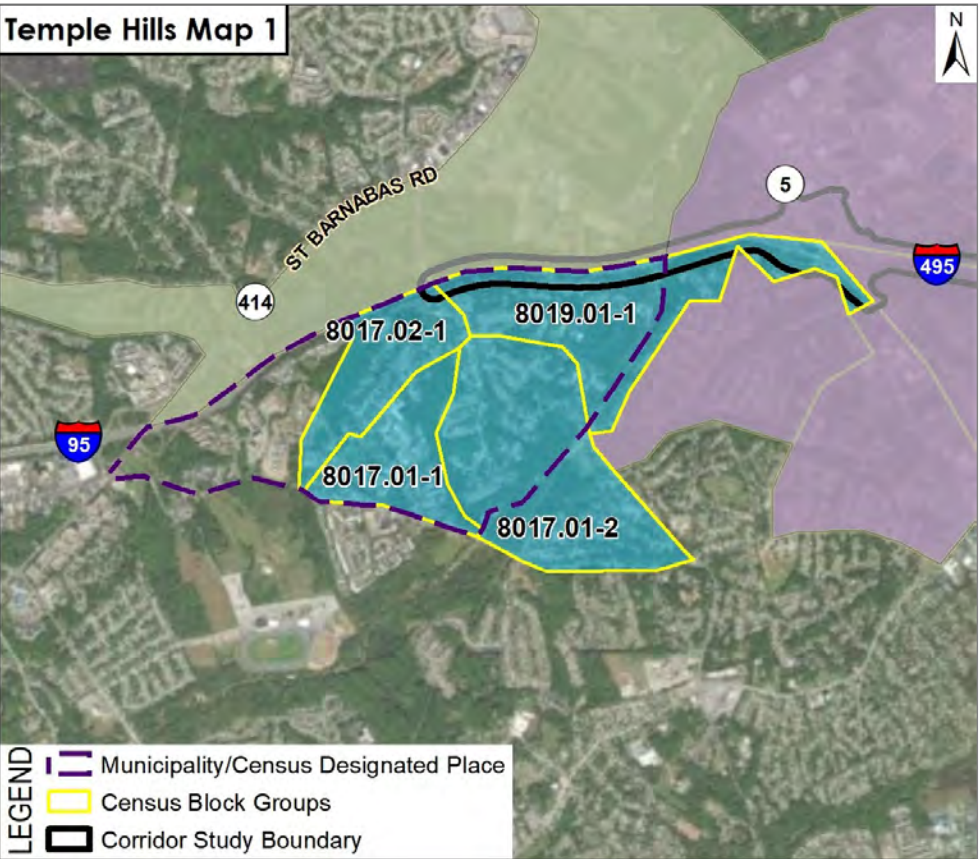 Temple Hills Map 1
N
ST BARNABAS RD
5
495
414
8019.01-1
8017.02-1
95
8017.01-1
8017.01-2
LEGEND
Municipality/Census Designated Place
Census Block Groups
Corridor Study Boundary